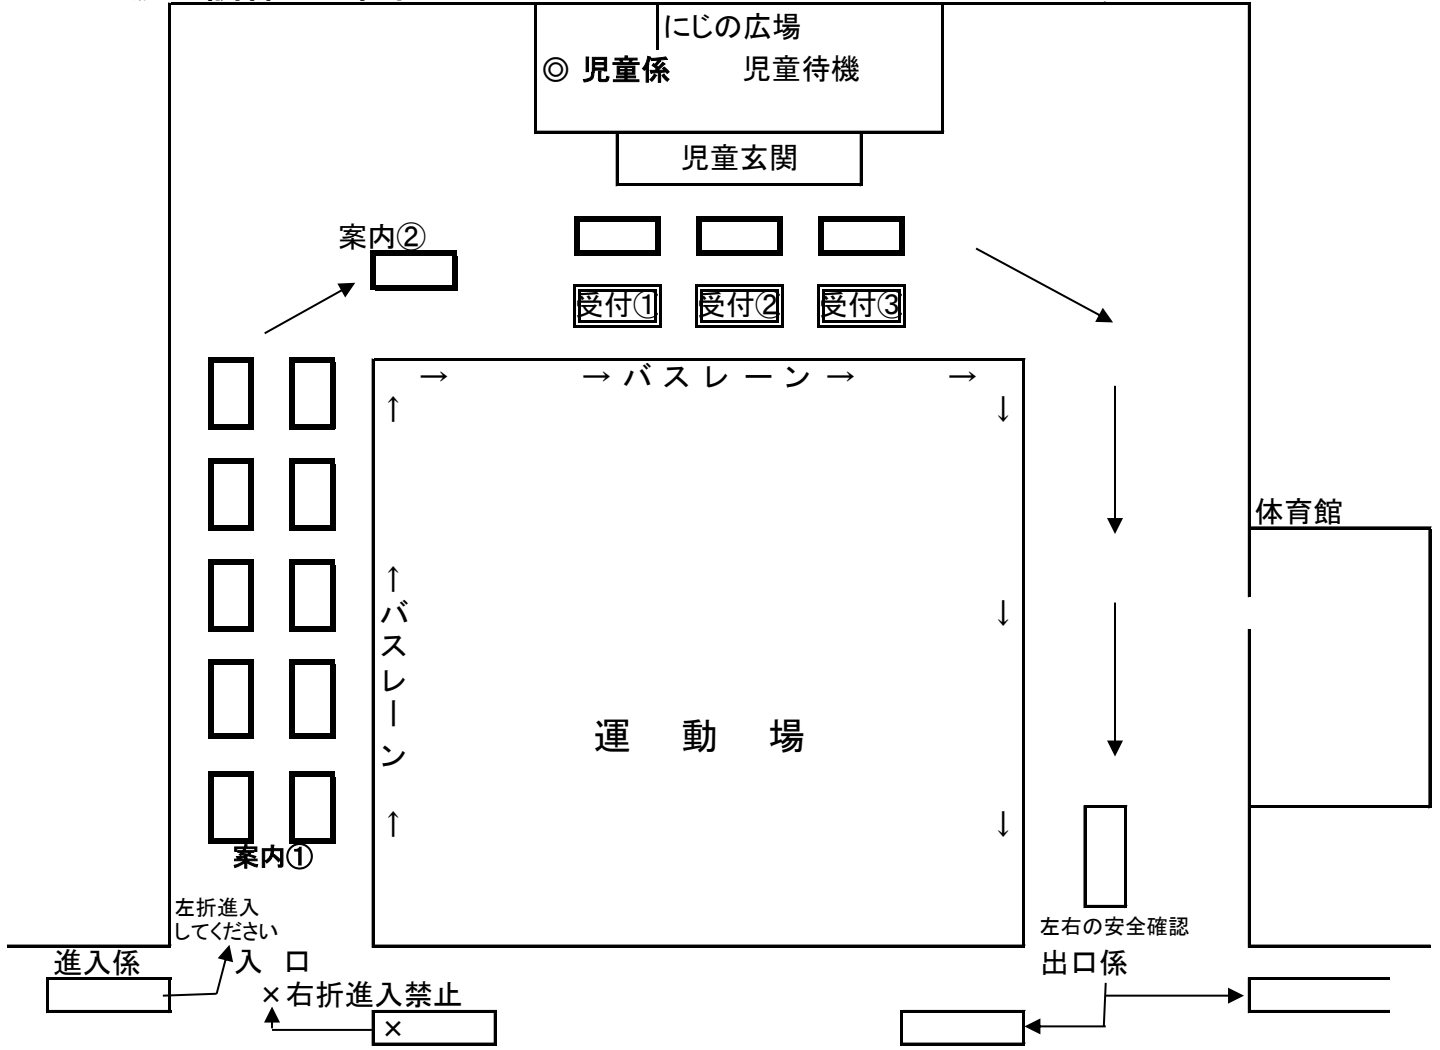 にじの広場
◎ 児童係 児童待機
児童玄関
案内②
受付① 受付② 受付③
→ →バスレーン→ →
↑ ↓
体育館
↑バスレーン ↓
運動場
↑ ↓
案内①
左折進入
してください
左右の安全確認
進入係 入口 出口係
×右折進入禁止
×